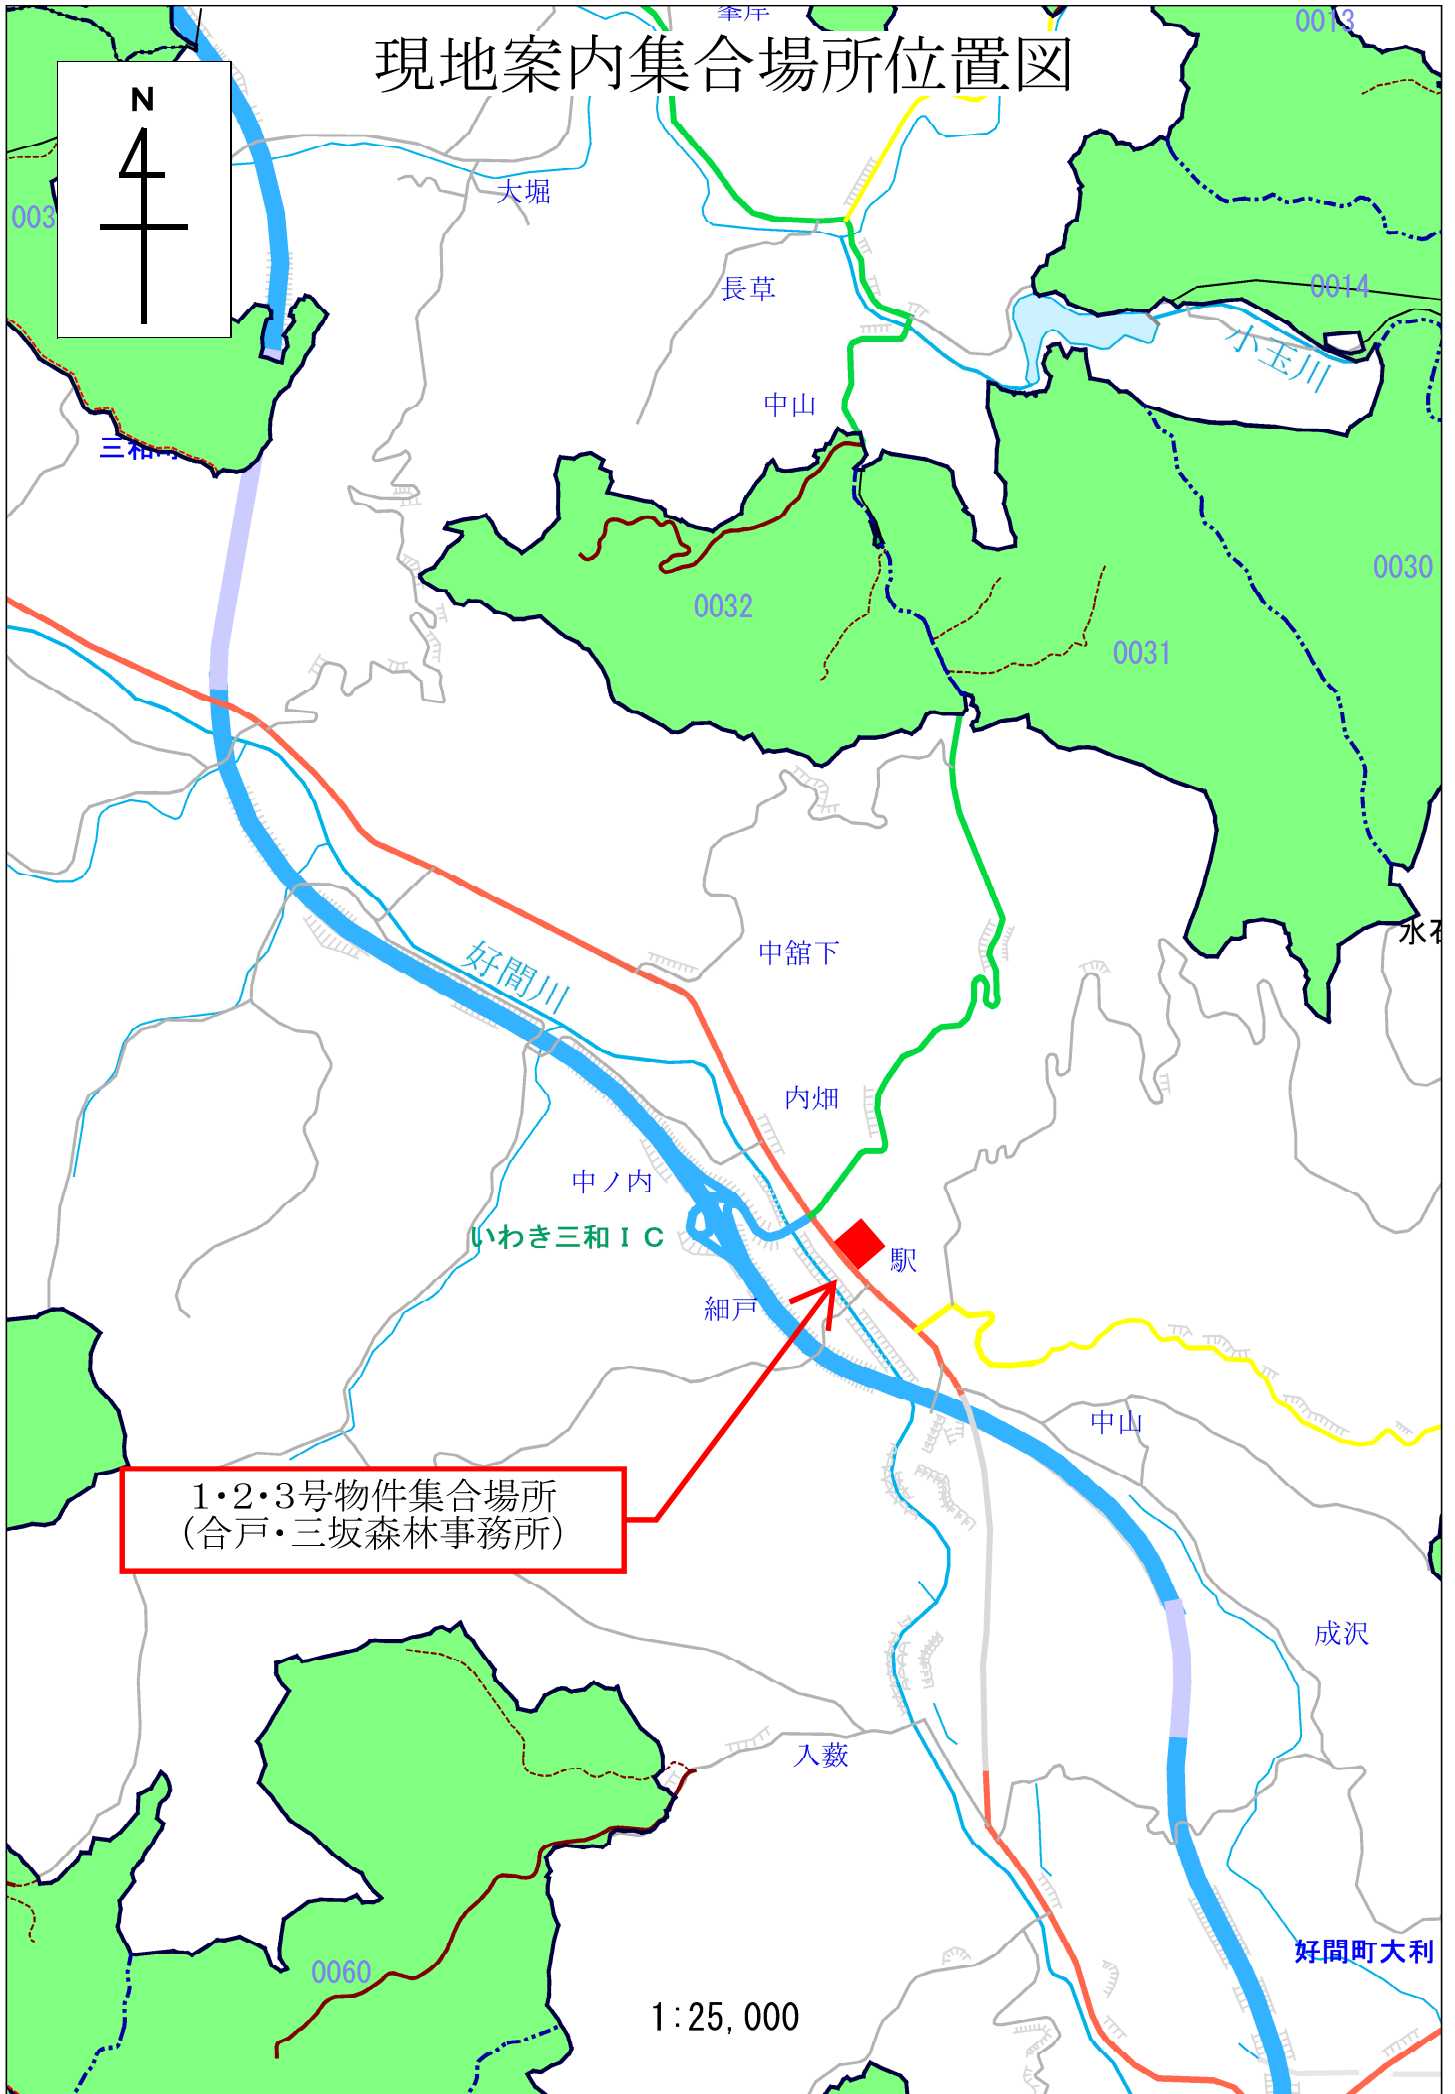 峯岸
0013
現地案内集合場所位置図
N
大堀
003
長草
0014
小玉川
中山
三和町
0030
0032
0031
水石
中舘下
好間川
内畑
中ノ内
いわき三和IC
駅
細戸
中山
1・2・3号物件集合場所
(合戸・三坂森林事務所)
成沢
入薮
好間町大利
0060
1:25,000